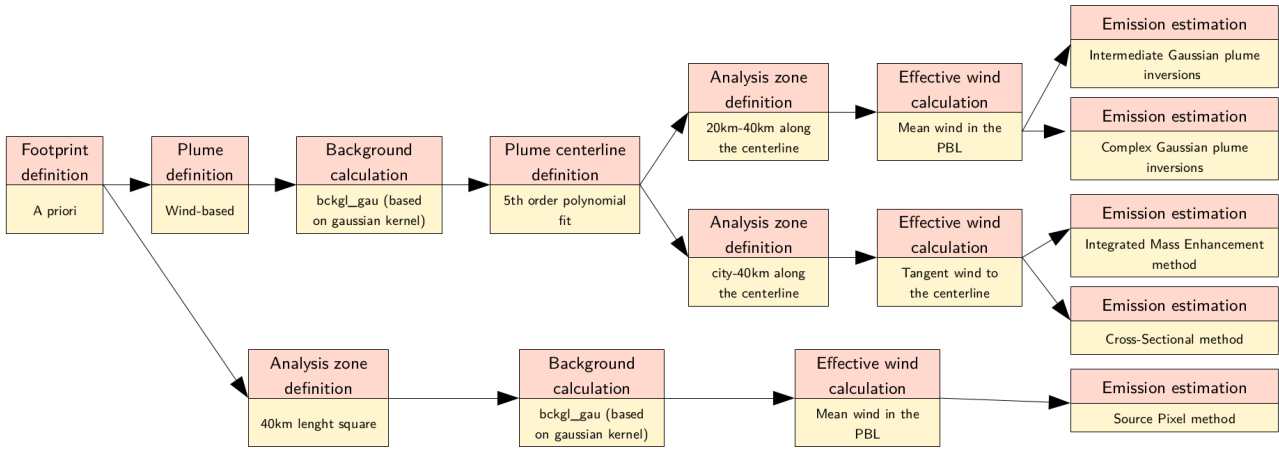 Footprint
definition
A priori
Plume
definition
Wind-based
Background
calculation
bckgl_gau (based
on gaussian kernel)
Plume centerline
definition
5th order polynomial
fit
Analysis zone
definition
20km-40km along
the centerline
Effective wind
calculation
Mean wind in the
PBL
Emission estimation
Intermediate Gaussian plume
inversions
Emission estimation
Complex Gaussian plume
inversions
Analysis zone
definition
city-40km along
the centerline
Effective wind
calculation
Tangent wind to
the centerline
Emission estimation
Integrated Mass Enhancement
method
Emission estimation
Cross-Sectional method
Analysis zone
definition
40km lenght square
Background
calculation
bckgl_gau (based
on gaussian kernel)
Effective wind
calculation
Mean wind in the
PBL
Emission estimation
Source Pixel method